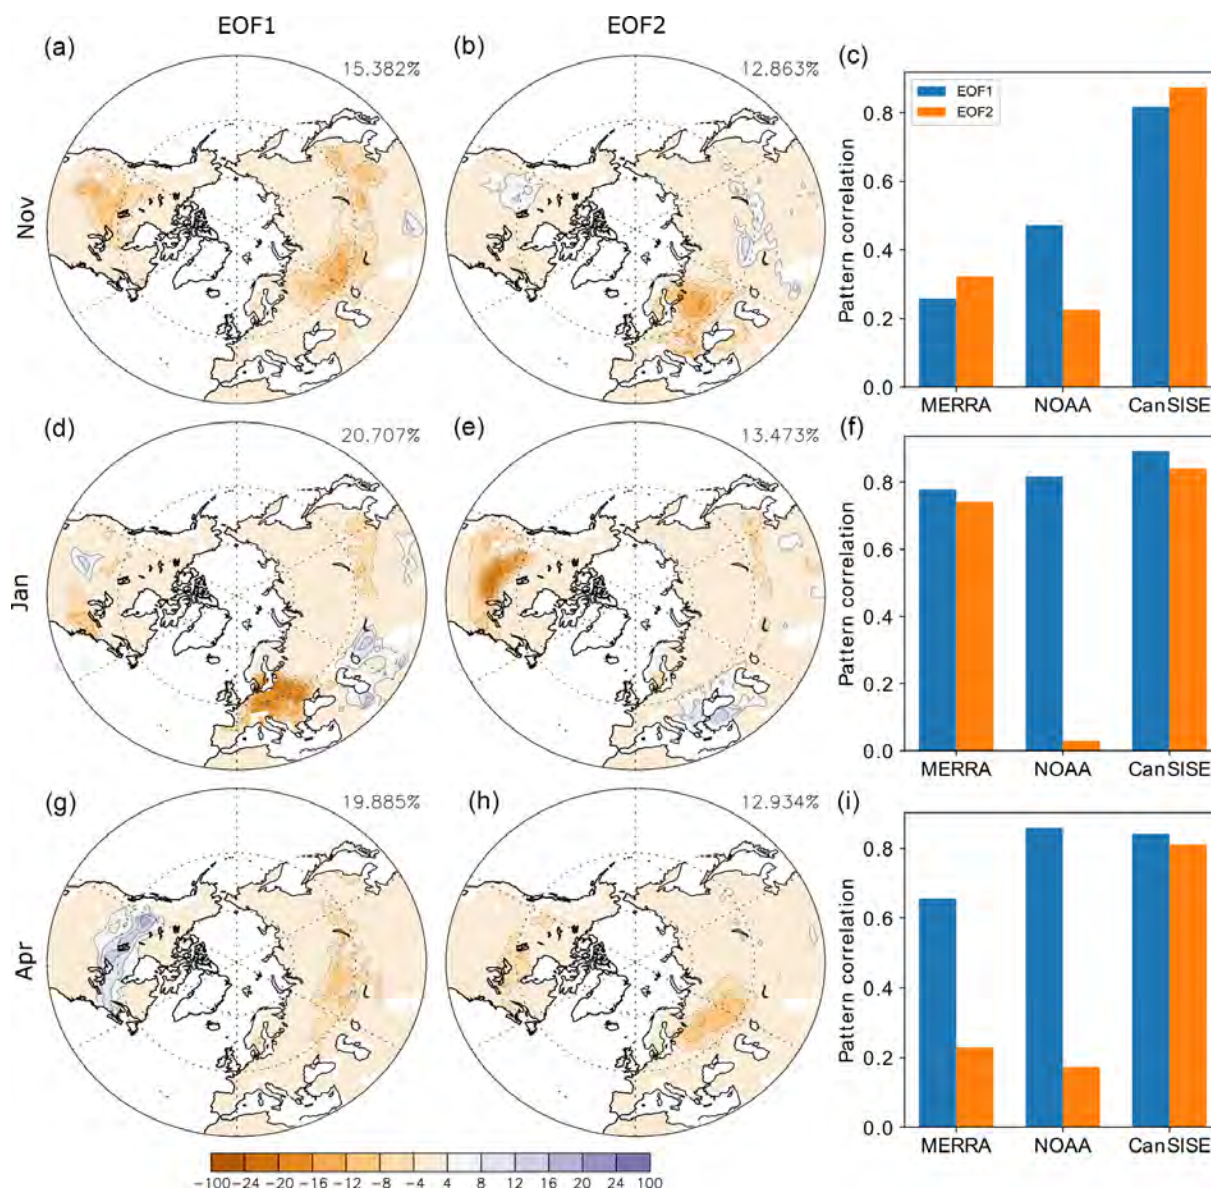 EOF1
EOF2
(a)
15.382%
(b)
12.863%
(c)
Nov
Pattern correlation
0.8
0.6
0.4
0.2
0.0
EOF1
EOF2
MERRA NOAA CanSISE
(d)
20.707%
(e)
13.473%
(f)
Jan
Pattern correlation
0.8
0.6
0.4
0.2
0.0
MERRA NOAA CanSISE
(g)
19.885%
(h)
12.934%
(i)
Apr
Pattern correlation
0.8
0.6
0.4
0.2
0.0
MERRA NOAA CanSISE
−100 −24 −20 −16 −12 −8 −4 4 8 12 16 20 24 100